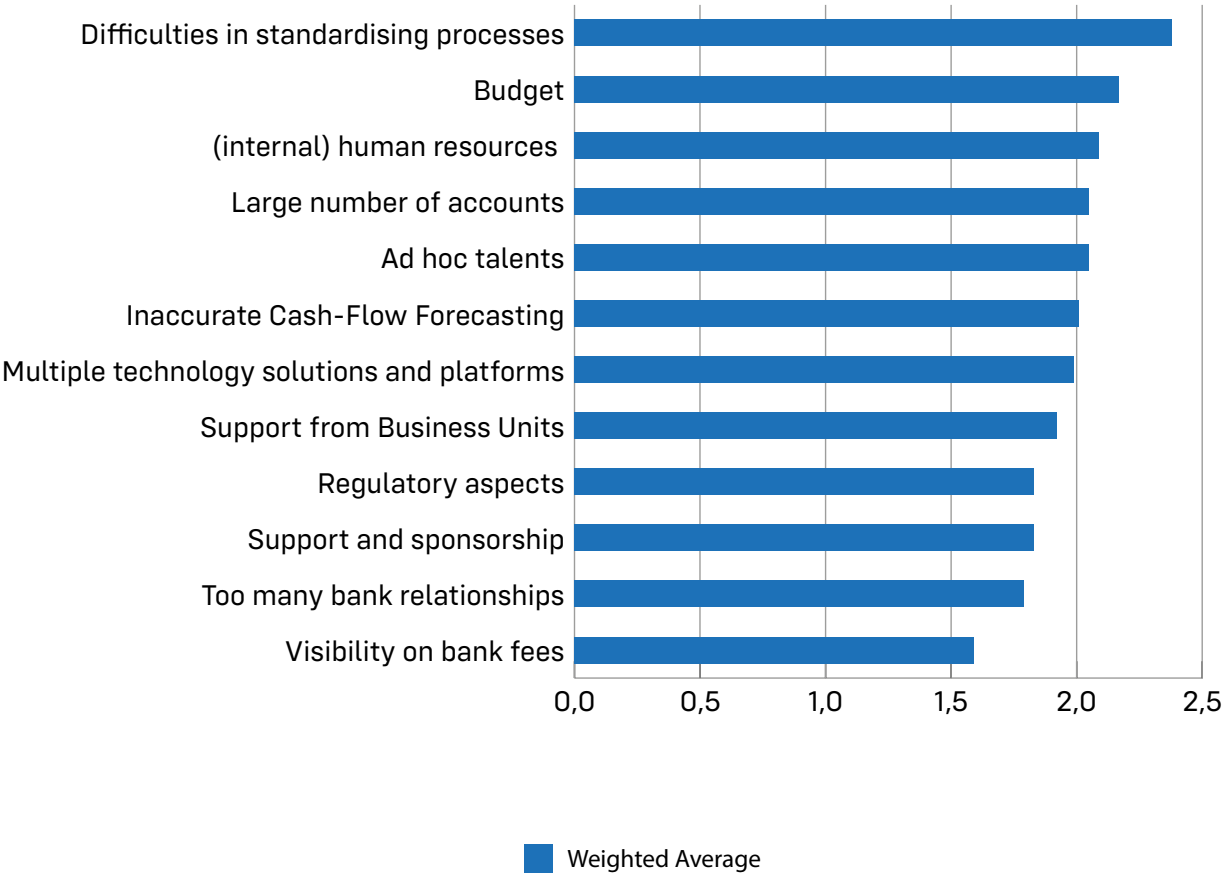 Difficulties in standardising processes
Budget
(internal) human resources
Large number of accounts
Ad hoc talents
Inaccurate Cash-Flow Forecasting
Multiple technology solutions and platforms
Support from Business Units
Regulatory aspects
Support and sponsorship
Too many bank relationships
Visibility on bank fees
0,0 0,5 1,0 1,5 2,0 2,5
Weighted Average